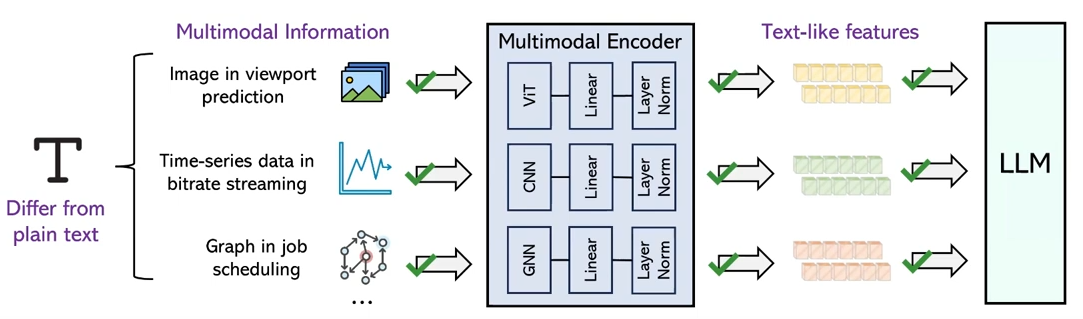 Multimodal Information
Multimodal Encoder
Text-like features
Image in viewport
prediction
ViT
Linear
Layer
Norm
T
Differ from
plain text
Time-series data in
bitrate streaming
CNN
Linear
Layer
Norm
LLM
Graph in job
scheduling
GNN
Linear
Layer
Norm
...